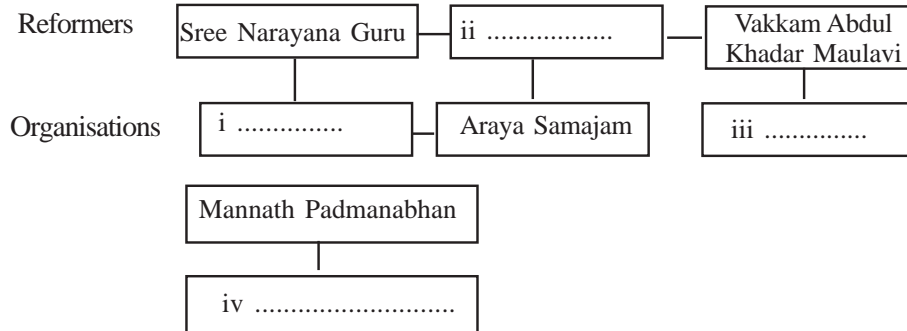 Reformers
Sree Narayana Guru
ii .................
Vakkam Abdul
Khadar Maulavi
Organisations
i ...............
Araya Samajam
iii ...............
Mannath Padmanabhan
iv ............................